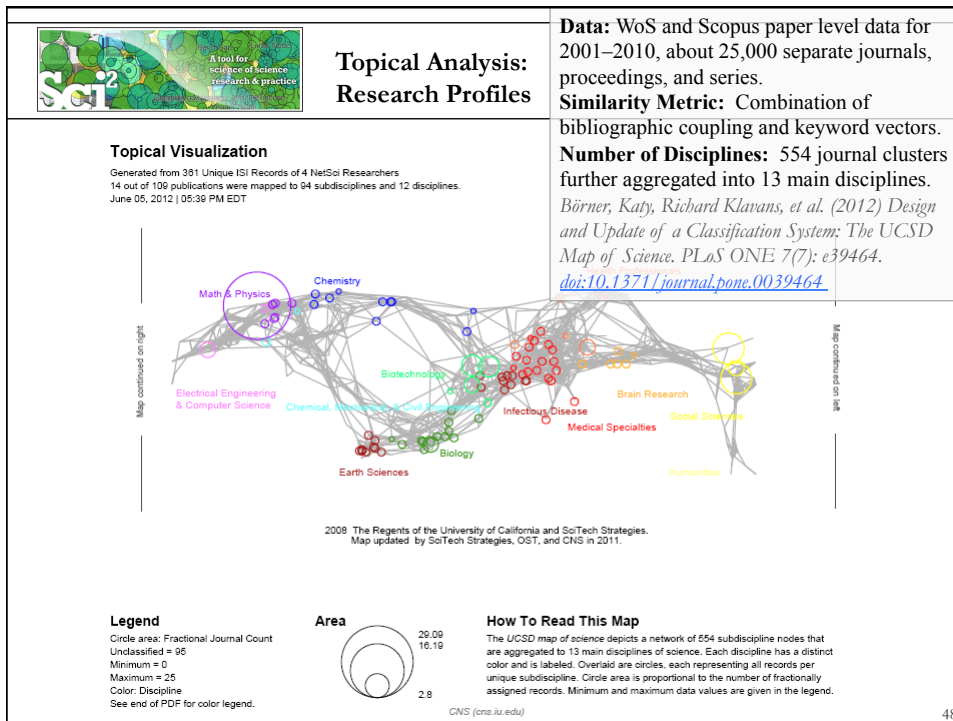 A tool for
science of science
research & practice
Sci²
Topical Analysis:
Research Profiles
Data: WoS and Scopus paper level data for
2001–2010, about 25,000 separate journals,
proceedings, and series.
Similarity Metric: Combination of
bibliographic coupling and keyword vectors.
Number of Disciplines: 554 journal clusters
further aggregated into 13 main disciplines.
Börner, Katy, Richard Klavans, et al. (2012) Design
and Update of a Classification System: The UCSD
Map of Science. PLoS ONE 7(7): e39464.
doi:10.1371/journal.pone.0039464
Topical Visualization
Generated from 361 Unique ISI Records of 4 NetSci Researchers
14 out of 109 publications were mapped to 94 subdisciplines and 12 disciplines.
June 05, 2012 | 05:39 PM EDT
Map continued on right
Math & Physics
Chemistry
Electrical Engineering
& Computer Science
Biotechnology
Chemical, Mechanical & Civil Engineering
Infectious Disease
Brain Research
Medical Specialties
Social Sciences
Biology
Earth Sciences
Humanities
Map continued on left
2008 The Regents of the University of California and SciTech Strategies.
Map updated by SciTech Strategies, OST, and CNS in 2011.
Legend
Circle area: Fractional Journal Count
Unclassified = 95
Minimum = 0
Maximum = 25
Color: Discipline
See end of PDF for color legend.
Area
29.09
16.19
2.8
How To Read This Map
The UCSD map of science depicts a network of 554 subdiscipline nodes that
are aggregated to 13 main disciplines of science. Each discipline has a distinct
color and is labeled. Overlaid are circles, each representing all records per
unique subdiscipline. Circle area is proportional to the number of fractionally
assigned records. Minimum and maximum data values are given in the legend.
CNS (cns.iu.edu)
48